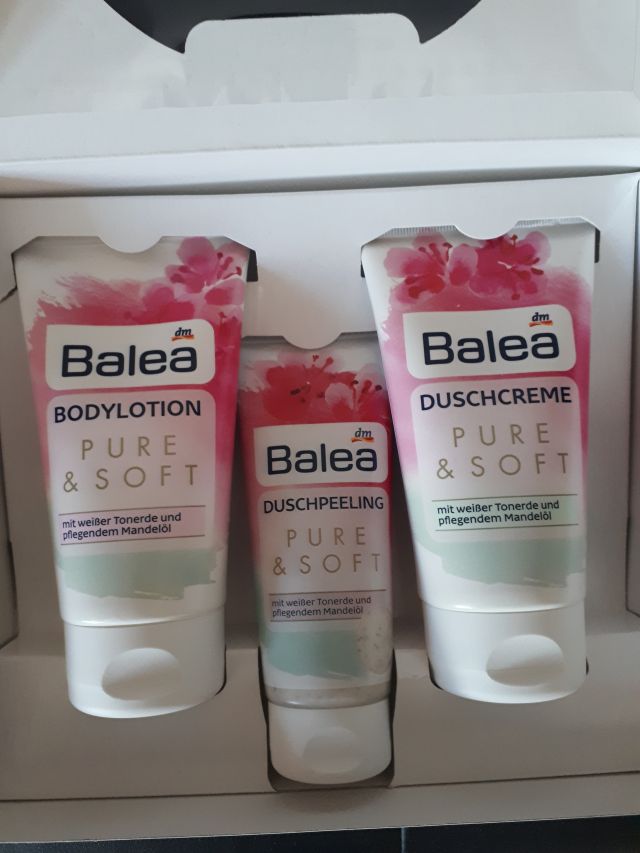 dm
Balea
BODYLOTION
PURE
& SOFT
mit weißer Tonerde und
pflegendem Mandelöl
dm
Balea
DUSCHPEELING
PURE
& SOFT
mit weißer Tonerde und
pflegendem Mandelöl
dm
Balea
DUSCHCREME
PURE
& SOFT
mit weißer Tonerde und
pflegendem Mandelöl